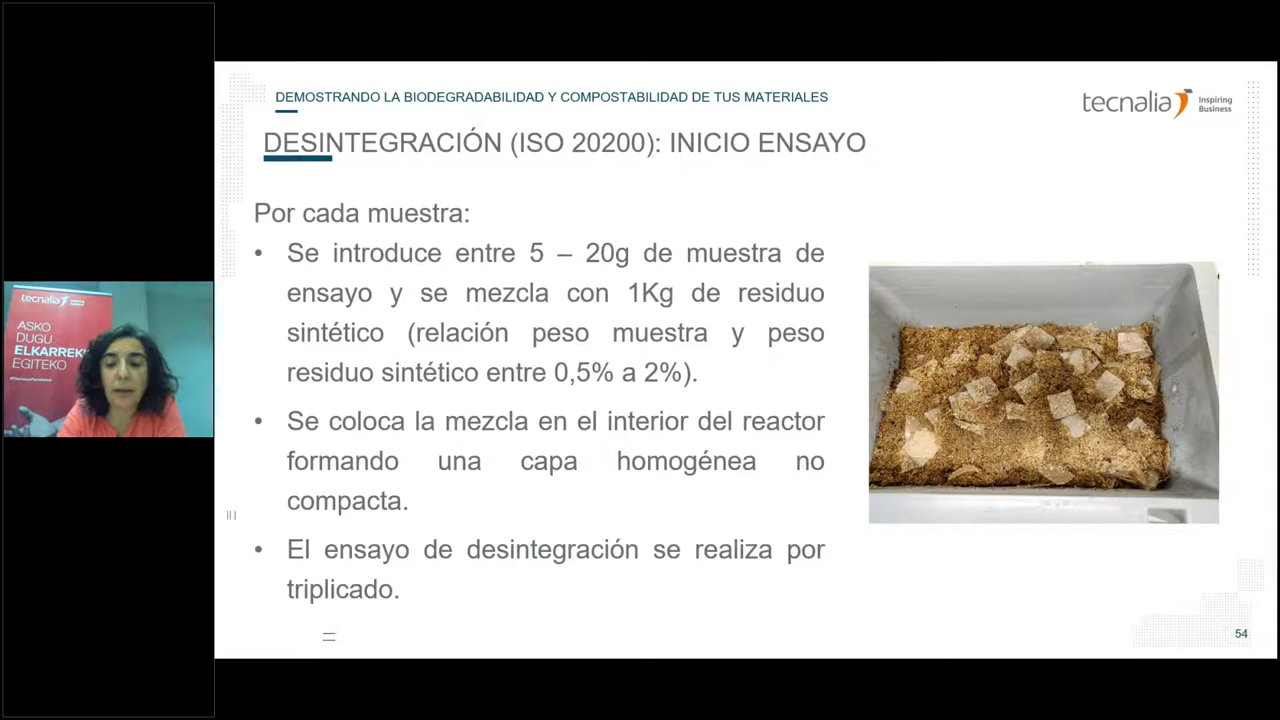 DEMOSTRANDO LA BIODEGRADABILIDAD Y COMPOSTABILIDAD DE TUS MATERIALES
tecnalia Inspiring
Business
DESINTEGRACIÓN (ISO 20200): INICIO ENSAYO
Por cada muestra:
• Se introduce entre 5 – 20g de muestra de
ensayo y se mezcla con 1Kg de residuo
sintético (relación peso muestra y peso
residuo sintético entre 0,5% a 2%).
• Se coloca la mezcla en el interior del reactor
formando una capa homogénea no
compacta.
• El ensayo de desintegración se realiza por
triplicado.
54
tecnalia
ASKO
DUGU
ELKARREKI
EGITEKO